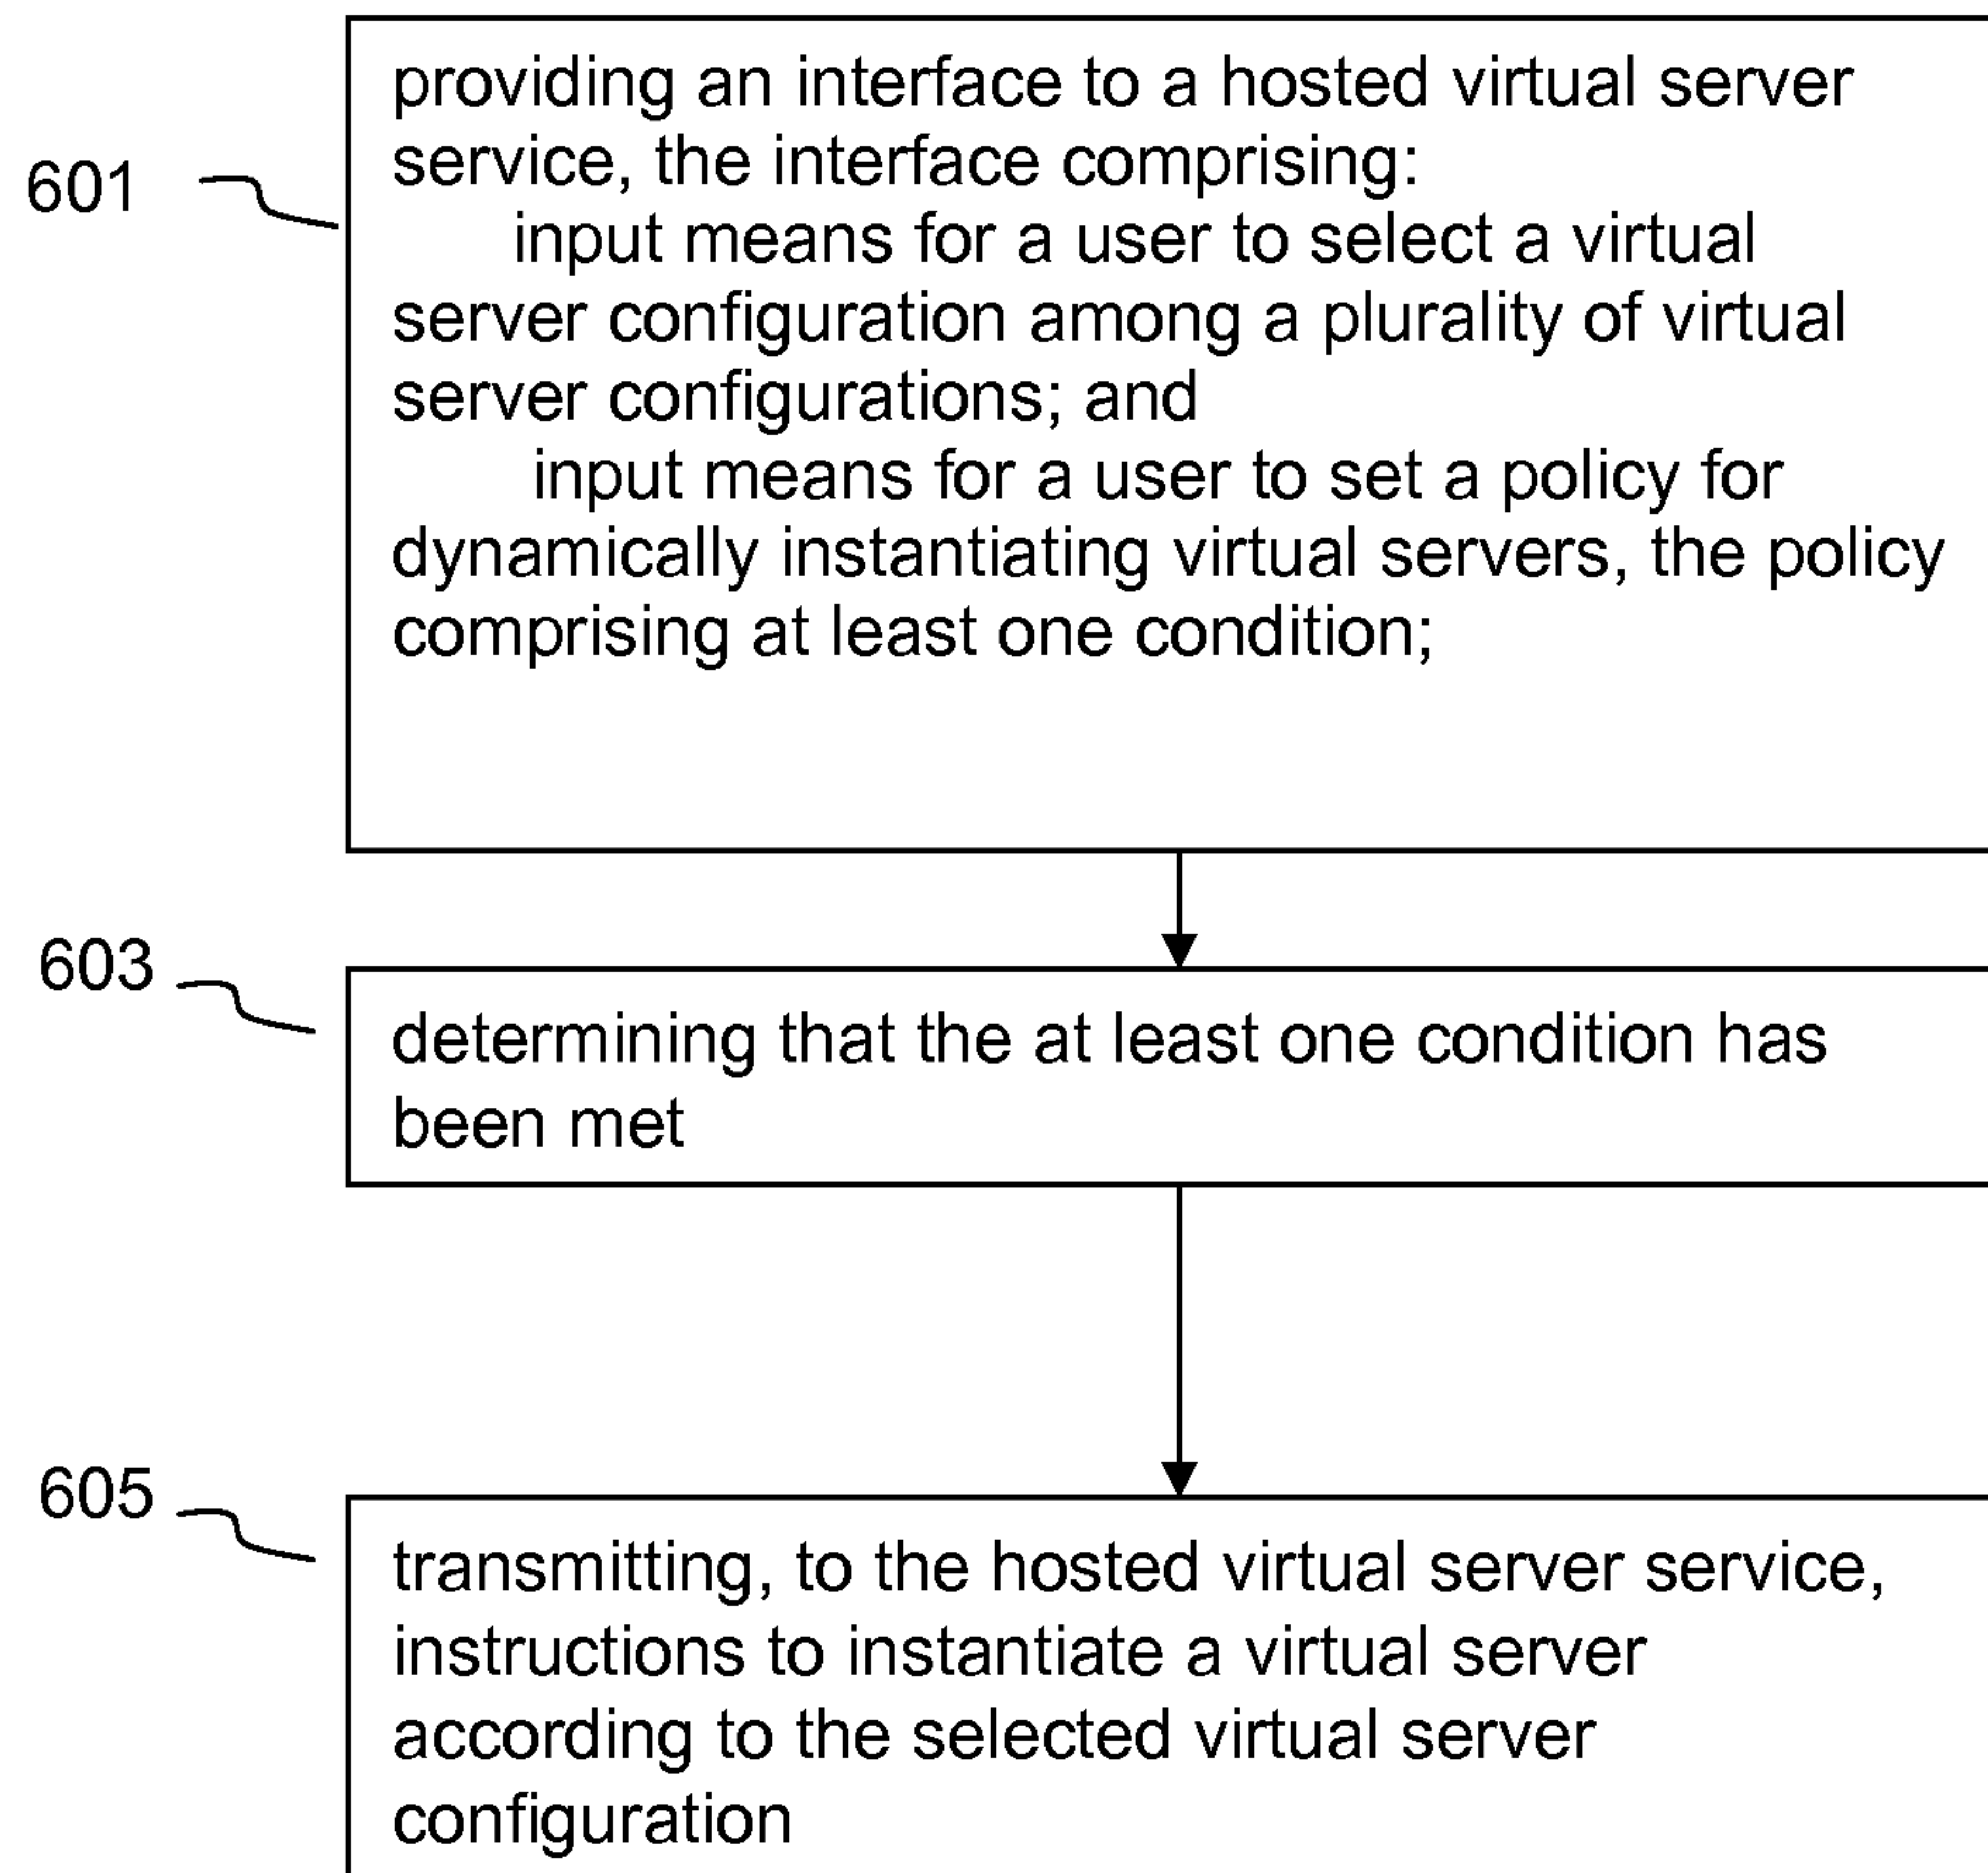 601
providing an interface to a hosted virtual server
service, the interface comprising:
input means for a user to select a virtual
server configuration among a plurality of virtual
server configurations; and
input means for a user to set a policy for
dynamically instantiating virtual servers, the policy
comprising at least one condition;
603
determining that the at least one condition has
been met
605
transmitting, to the hosted virtual server service,
instructions to instantiate a virtual server
according to the selected virtual server
configuration